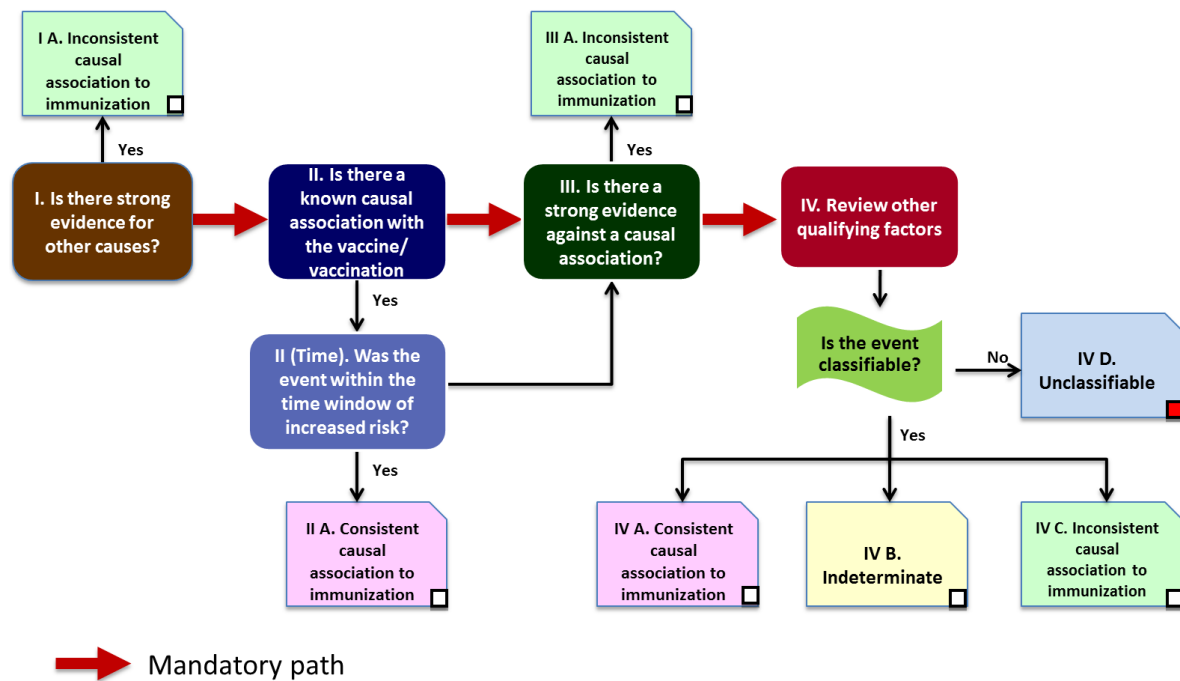 I A. Inconsistent
causal
association to
immunization
III A. Inconsistent
causal
association to
immunization
Yes
Yes
I. Is there strong
evidence for
other causes?
II. Is there a
known causal
association with
the vaccine/
vaccination
III. Is there a
strong evidence
against a causal
association?
IV. Review other
qualifying factors
Yes
II (Time). Was the
event within the
time window of
increased risk?
Is the event
classifiable?
No
IV D.
Unclassifiable
Yes
Yes
II A. Consistent
causal
association to
immunization
IV A. Consistent
causal
association to
immunization
IV B.
Indeterminate
IV C. Inconsistent
causal
association to
immunization
Mandatory path